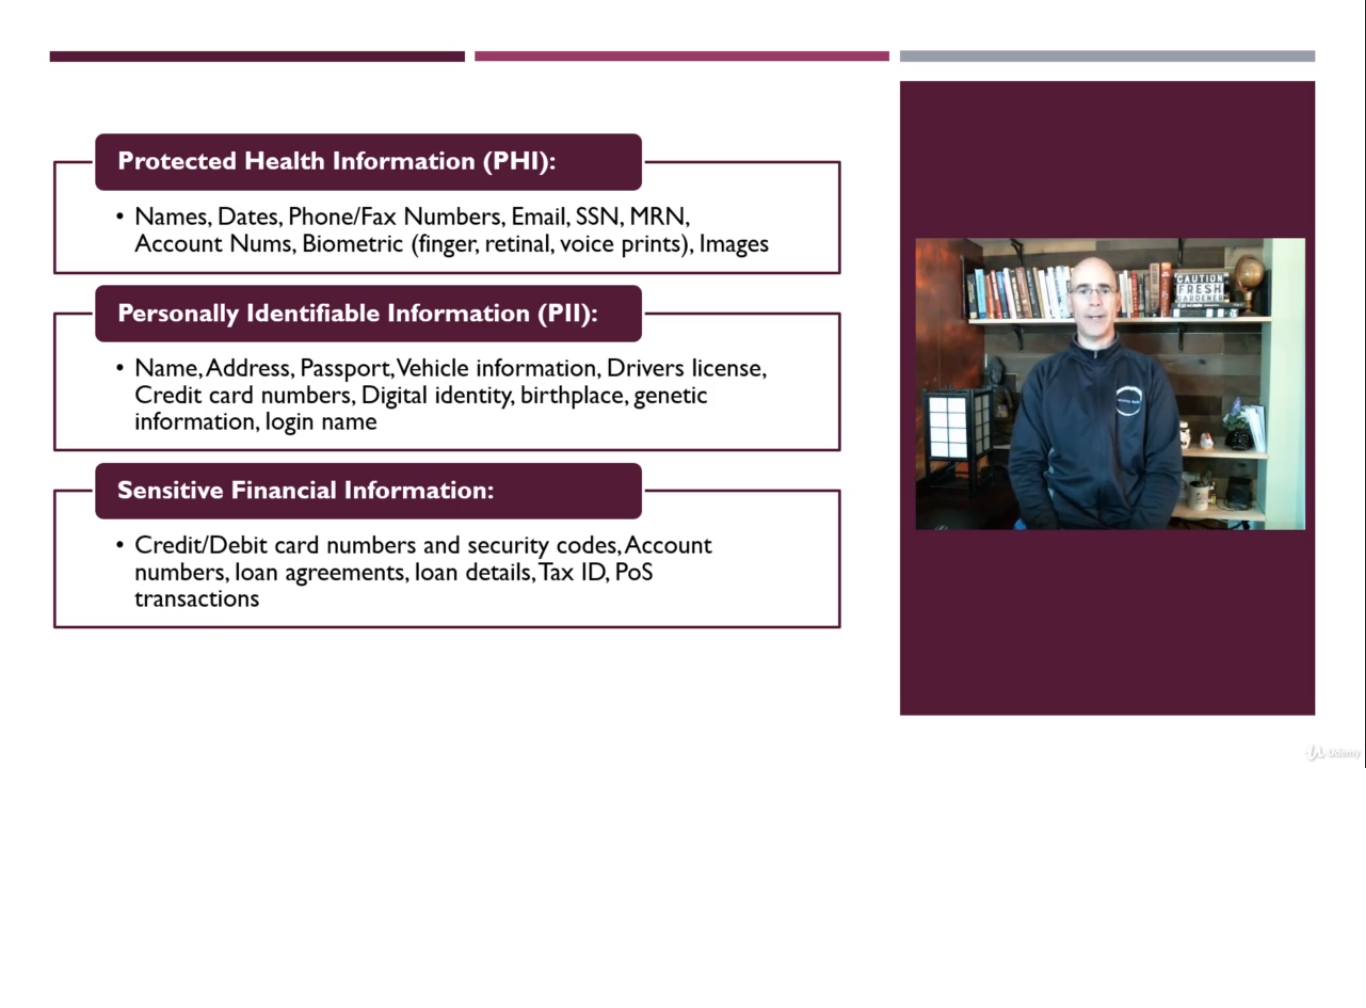 Protected Health Information (PHI):
• Names, Dates, Phone/Fax Numbers, Email, SSN, MRN,
Account Nums, Biometric (finger, retinal, voice prints), Images
Personally Identifiable Information (PII):
• Name, Address, Passport, Vehicle information, Drivers license,
Credit card numbers, Digital identity, birthplace, genetic
information, login name
Sensitive Financial Information:
• Credit/Debit card numbers and security codes, Account
numbers, loan agreements, loan details, Tax ID, PoS
transactions
CAUTION
FRESH
GARDENER
Udemy